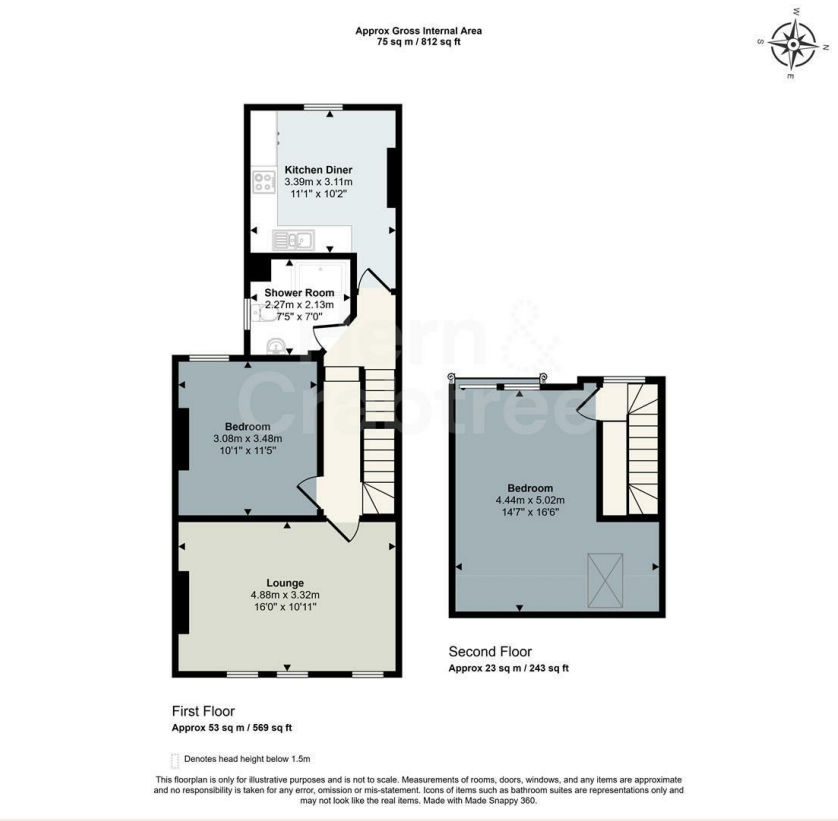 Approx Gross Internal Area
75 sq m / 812 sq ft
W
N
S
E
Kitchen Diner
3.39m x 3.11m
11'1" x 10'2"
Shower Room
2.27m x 2.13m
7'5" x 7'0"
Hern &
Crabtree
Bedroom
3.08m x 3.48m
10'1" x 11'5"
Bedroom
4.44m x 5.02m
14'7" x 16'6"
Lounge
4.88m x 3.32m
16'0" x 10'11"
Second Floor
Approx 23 sq m / 243 sq ft
First Floor
Approx 53 sq m / 569 sq ft
Denotes head height below 1.5m
This floorplan is only for illustrative purposes and is not to scale. Measurements of rooms, doors, windows, and any items are approximate
and no responsibility is taken for any error, omission or mis-statement. Icons of items such as bathroom suites are representations only and
may not look like the real items. Made with Made Snappy 360.